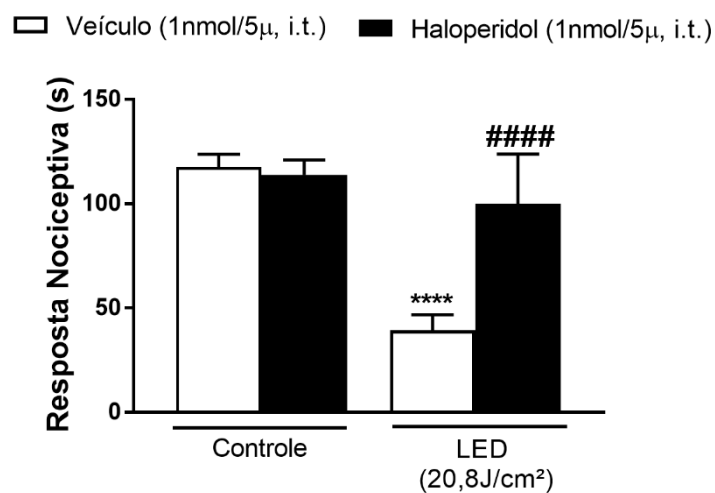 Veículo (1nmol/5μ, i.t.) Haloperidol (1nmol/5μ, i.t.)
Resposta Nociceptiva (s)
150
100
50
0
####
****
Controle
LED
(20,8J/cm²)